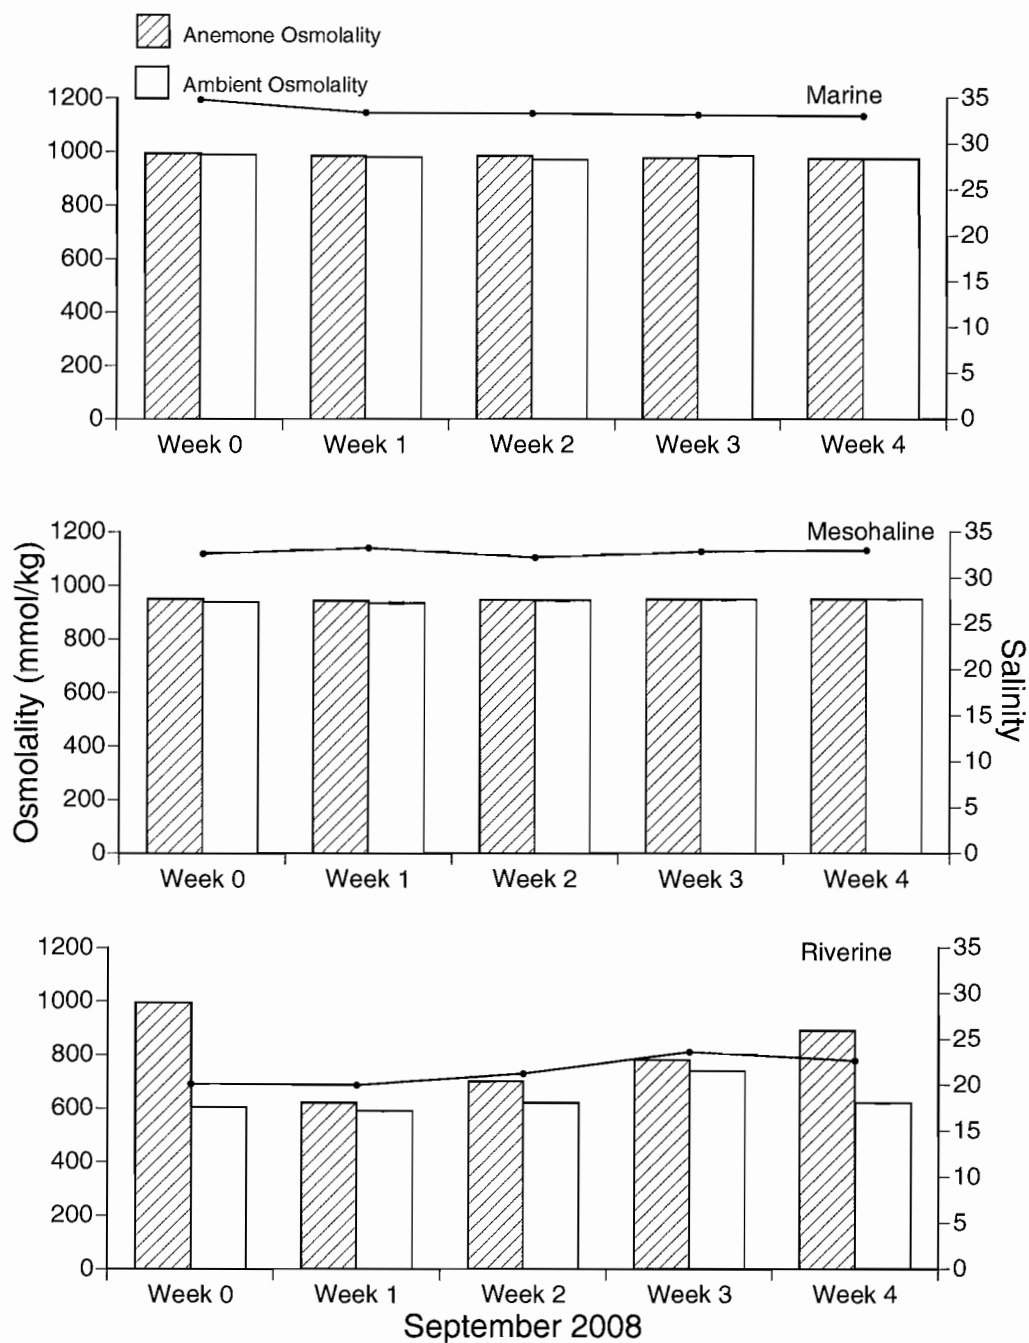 Anemone Osmolality
Ambient Osmolality
Marine
1200 35
1000 30
800 25
600 20
400 15
200 10
0 5
0
Week 0 Week 1 Week 2 Week 3 Week 4
Mesohaline
1200 35
1000 30
800 25
600 20
400 15
200 10
0 5
0
Week 0 Week 1 Week 2 Week 3 Week 4
Osmolality (mmol/kg)
Salinity
Riverine
1200 35
1000 30
800 25
600 20
400 15
200 10
0 5
0
Week 0 Week 1 Week 2 Week 3 Week 4
September 2008